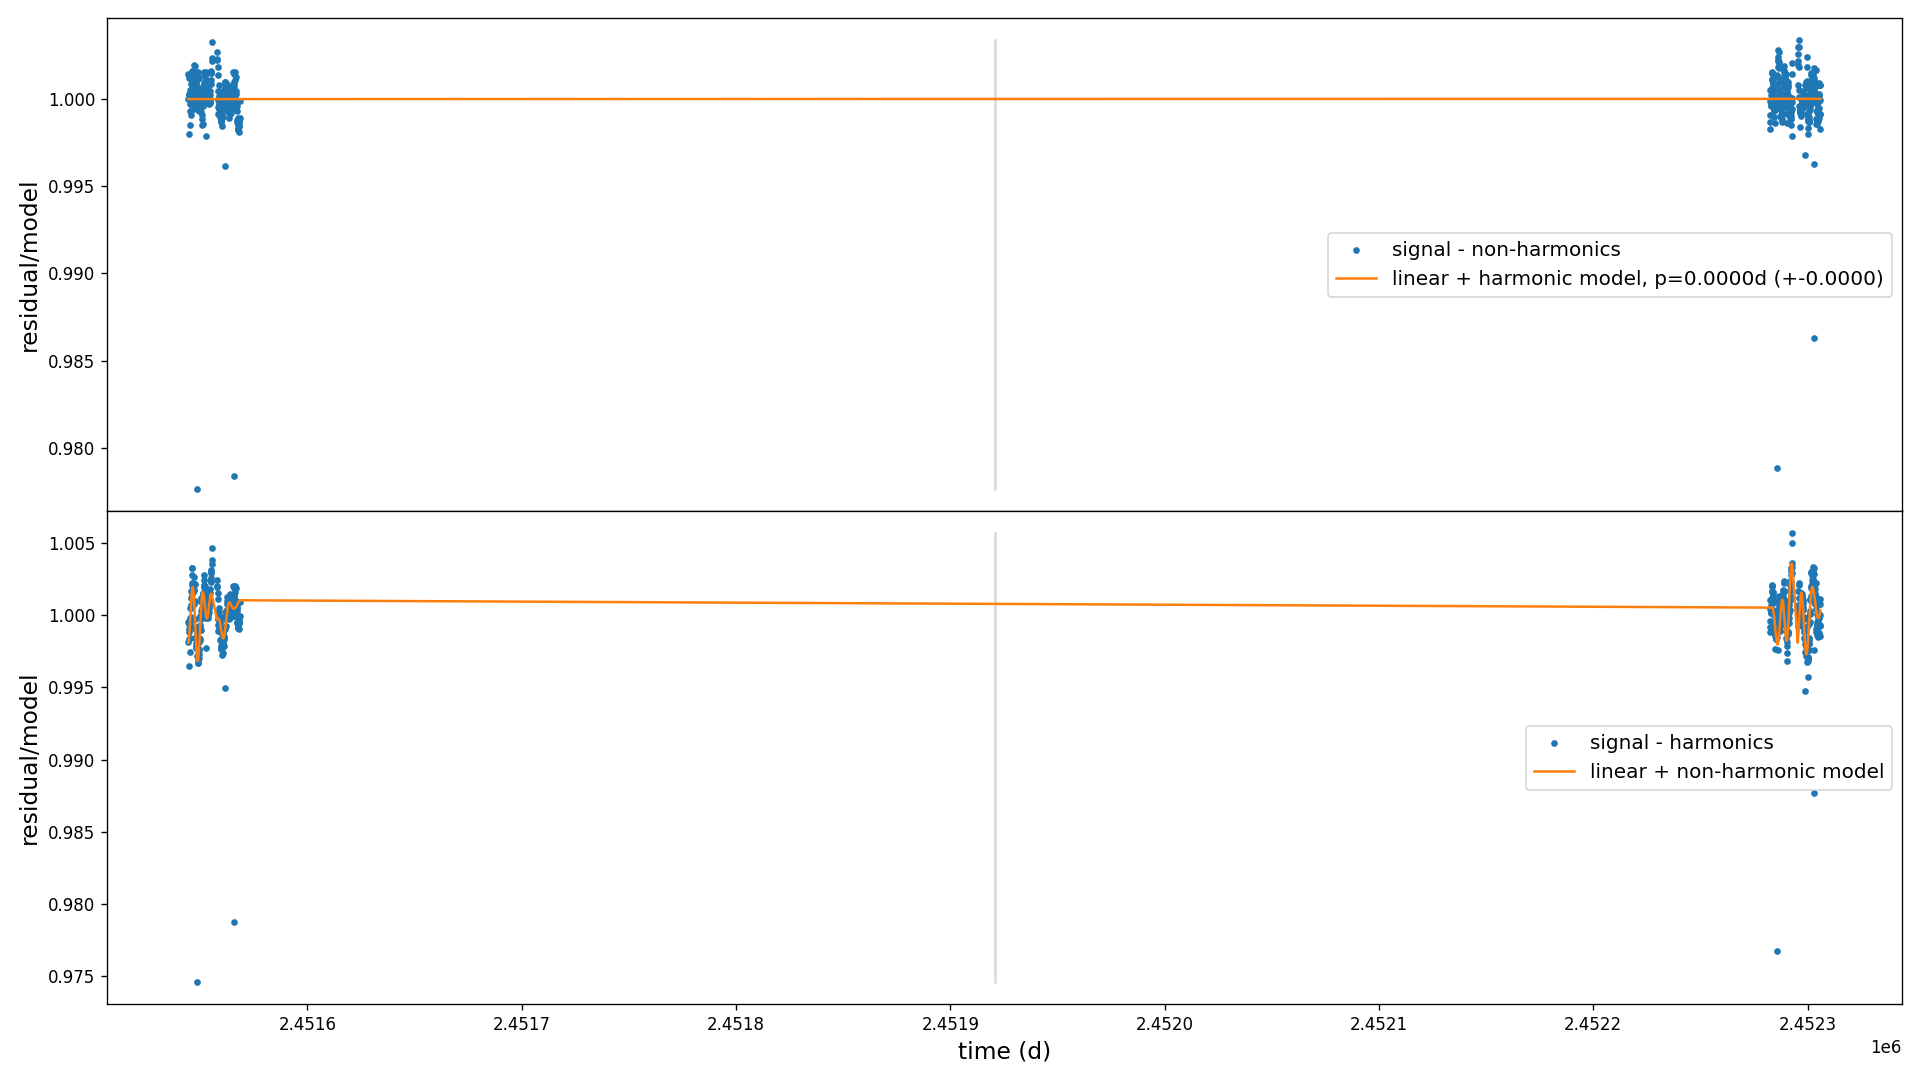 1.000
0.995
0.990
0.985
0.980
residual/model
signal - non-harmonics
linear + harmonic model, p=0.0000d (+-0.0000)
1.005
1.000
0.995
0.990
0.985
0.980
0.975
residual/model
signal - harmonics
linear + non-harmonic model
2.4516
2.4517
2.4518
2.4519
2.4520
2.4521
2.4522
2.4523
1e6
time (d)